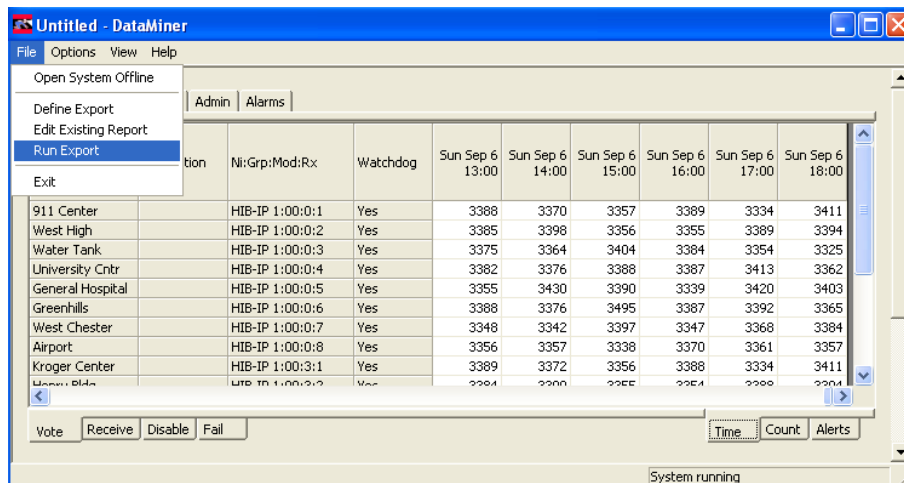 Untitled - DataMiner
File Options View Help
Open System Offline
Define Export
Edit Existing Report
Run Export
Exit
Admin Alarms
Ni:Grp:Mod:Rx Watchdog Sun Sep 6 13:00 Sun Sep 6 14:00 Sun Sep 6 15:00 Sun Sep 6 16:00 Sun Sep 6 17:00 Sun Sep 6 18:00
911 Center HIB-IP 1:00:0:1 Yes 3388 3370 3357 3389 3334 3411
West High HIB-IP 1:00:0:2 Yes 3385 3398 3356 3355 3389 3394
Water Tank HIB-IP 1:00:0:3 Yes 3375 3364 3404 3384 3354 3325
University Cntr HIB-IP 1:00:0:4 Yes 3382 3376 3388 3387 3413 3362
General Hospital HIB-IP 1:00:0:5 Yes 3355 3430 3390 3339 3420 3403
Greenhills HIB-IP 1:00:0:6 Yes 3388 3376 3495 3387 3392 3365
West Chester HIB-IP 1:00:0:7 Yes 3348 3342 3397 3347 3368 3384
Airport HIB-IP 1:00:0:8 Yes 3356 3357 3338 3370 3361 3357
Kroger Center HIB-IP 1:00:3:1 Yes 3389 3372 3356 3388 3334 3411
Vote Receive Disable Fail Time Count Alerts
System running